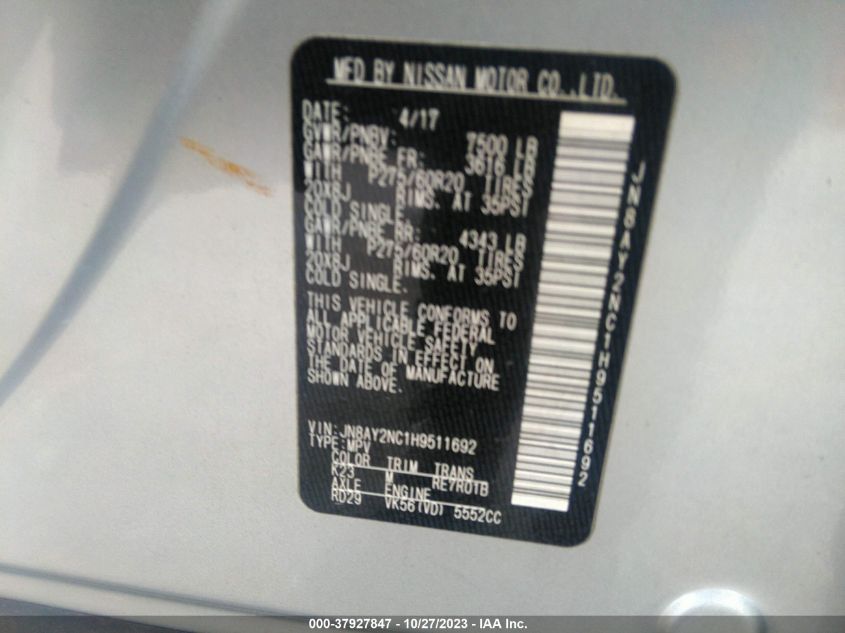 MFD BY NISSAN MOTOR CO.,LTD.
DATE: 4/17
GVWR/PNBV: 7500 LB
GAWR/PNBE FR: 3616 LB
WITH P275/60R20 TIRES
20X8J RIMS. AT 35PSI
COLD SINGLE.
GAWR/PNBE RR: 4343 LB
WITH P275/60R20 TIRES
20X8J RIMS. AT 35PSI
COLD SINGLE.
THIS VEHICLE CONFORMS TO
ALL APPLICABLE FEDERAL
MOTOR VEHICLE SAFETY
STANDARDS IN EFFECT ON
THE DATE OF MANUFACTURE
SHOWN ABOVE.
VIN:JN8AY2NC1H9511692
TYPE:MPV
COLOR TRIM TRANS
K23 M RE7R01B
AXLE ENGINE
RD29 VK56(VD) 5552CC
JN8AY2NC1H9511692
000-37927847 - 10/27/2023 - IAA Inc.